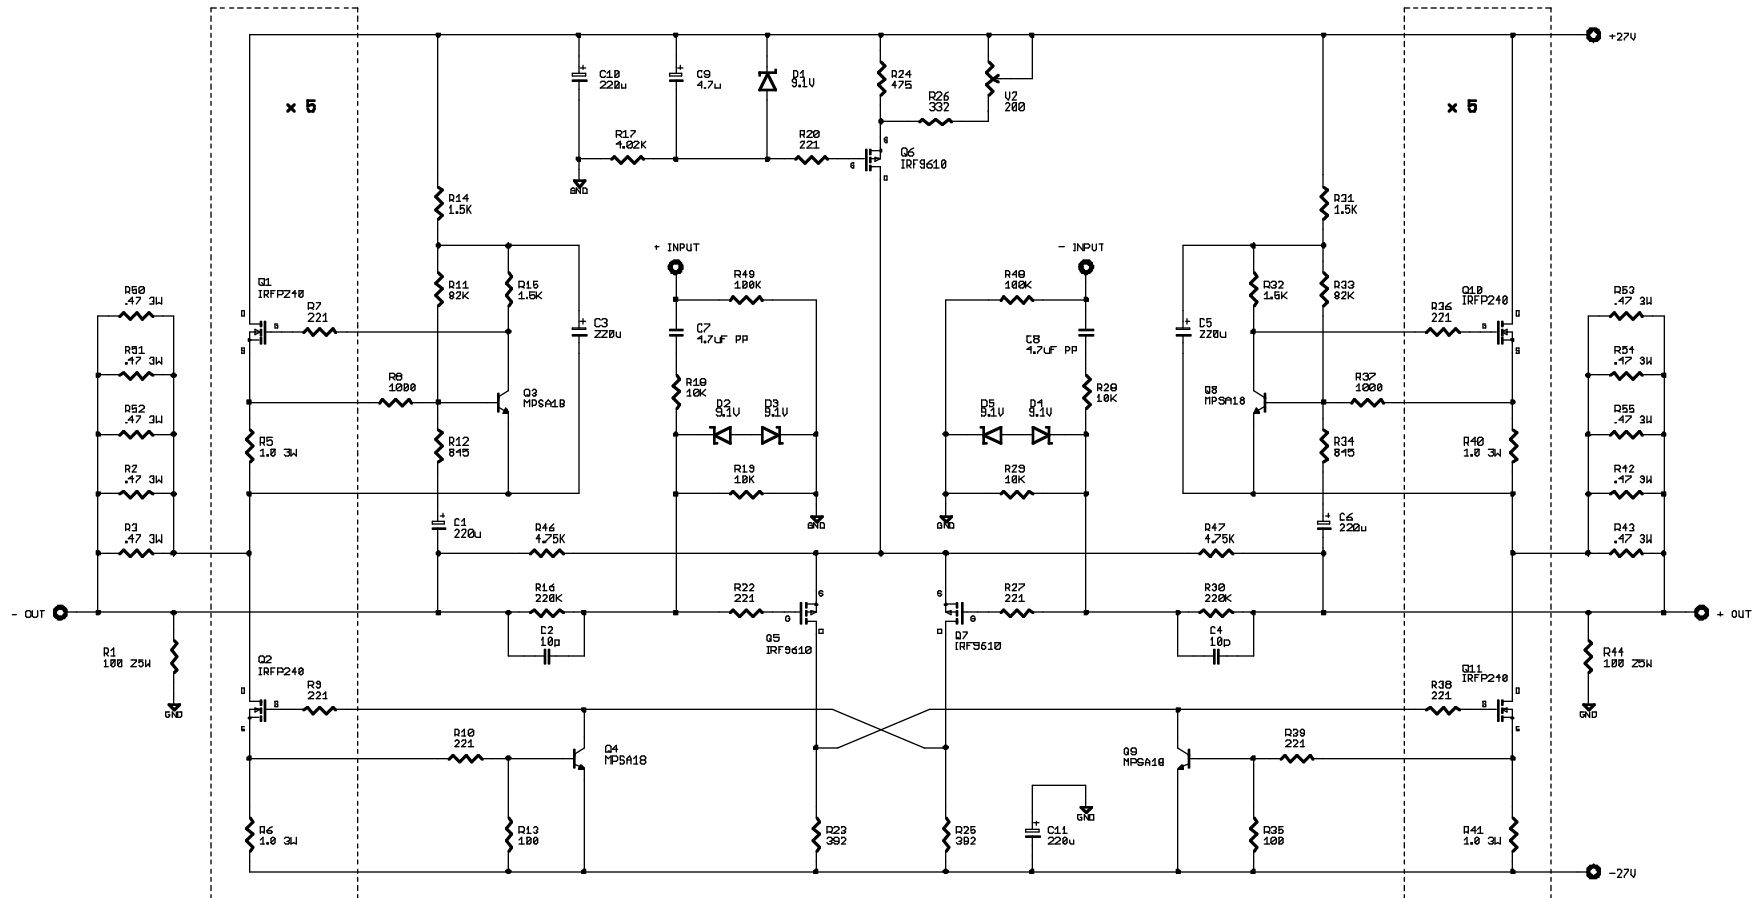 +27V
x 5
x 5
C10
220u
C9
4.7u
D1
9.1V
R24
475
R26
332
V2
200
R17
4.02K
R20
221
S
G
D
Q6
IRF9610
GND
R14
1.5K
R31
1.5K
+ INPUT
- INPUT
Q1
IRFP240
D
G
S
R50
.47 3W
R7
221
R11
82K
R15
1.5K
C3
220u
R49
100K
R48
100K
C7
4.7uF PP
C8
4.7uF PP
C5
220u
R32
1.5K
R33
82K
R36
221
Q10
IRFP240
D
G
S
R53
.47 3W
R51
.47 3W
R8
1000
Q3
MPSA18
R18
10K
R28
10K
Q8
MPSA18
R37
1000
R54
.47 3W
R52
.47 3W
R5
1.0 3W
R12
845
D2
9.1V
D3
9.1V
D5
9.1V
D4
9.1V
R34
845
R40
1.0 3W
R55
.47 3W
R2
.47 3W
R19
10K
R29
10K
R42
.47 3W
R3
.47 3W
C1
220u
R46
4.75K
GND
GND
R47
4.75K
C6
220u
R43
.47 3W
- OUT
R16
220K
R22
221
S
G
D
S
G
D
R27
221
R30
220K
+ OUT
R1
100 25W
Q2
IRFP240
C2
10p
Q5
IRF9610
Q7
IRF9610
C4
10p
Q11
IRFP240
R44
100 25W
GND
D
G
S
R9
221
R38
221
D
G
S
GND
R10
221
Q4
MPSA18
Q9
MPSA18
R39
221
R6
1.0 3W
R13
100
R23
392
R25
392
C11
220u
GND
R35
100
R41
1.0 3W
-27V